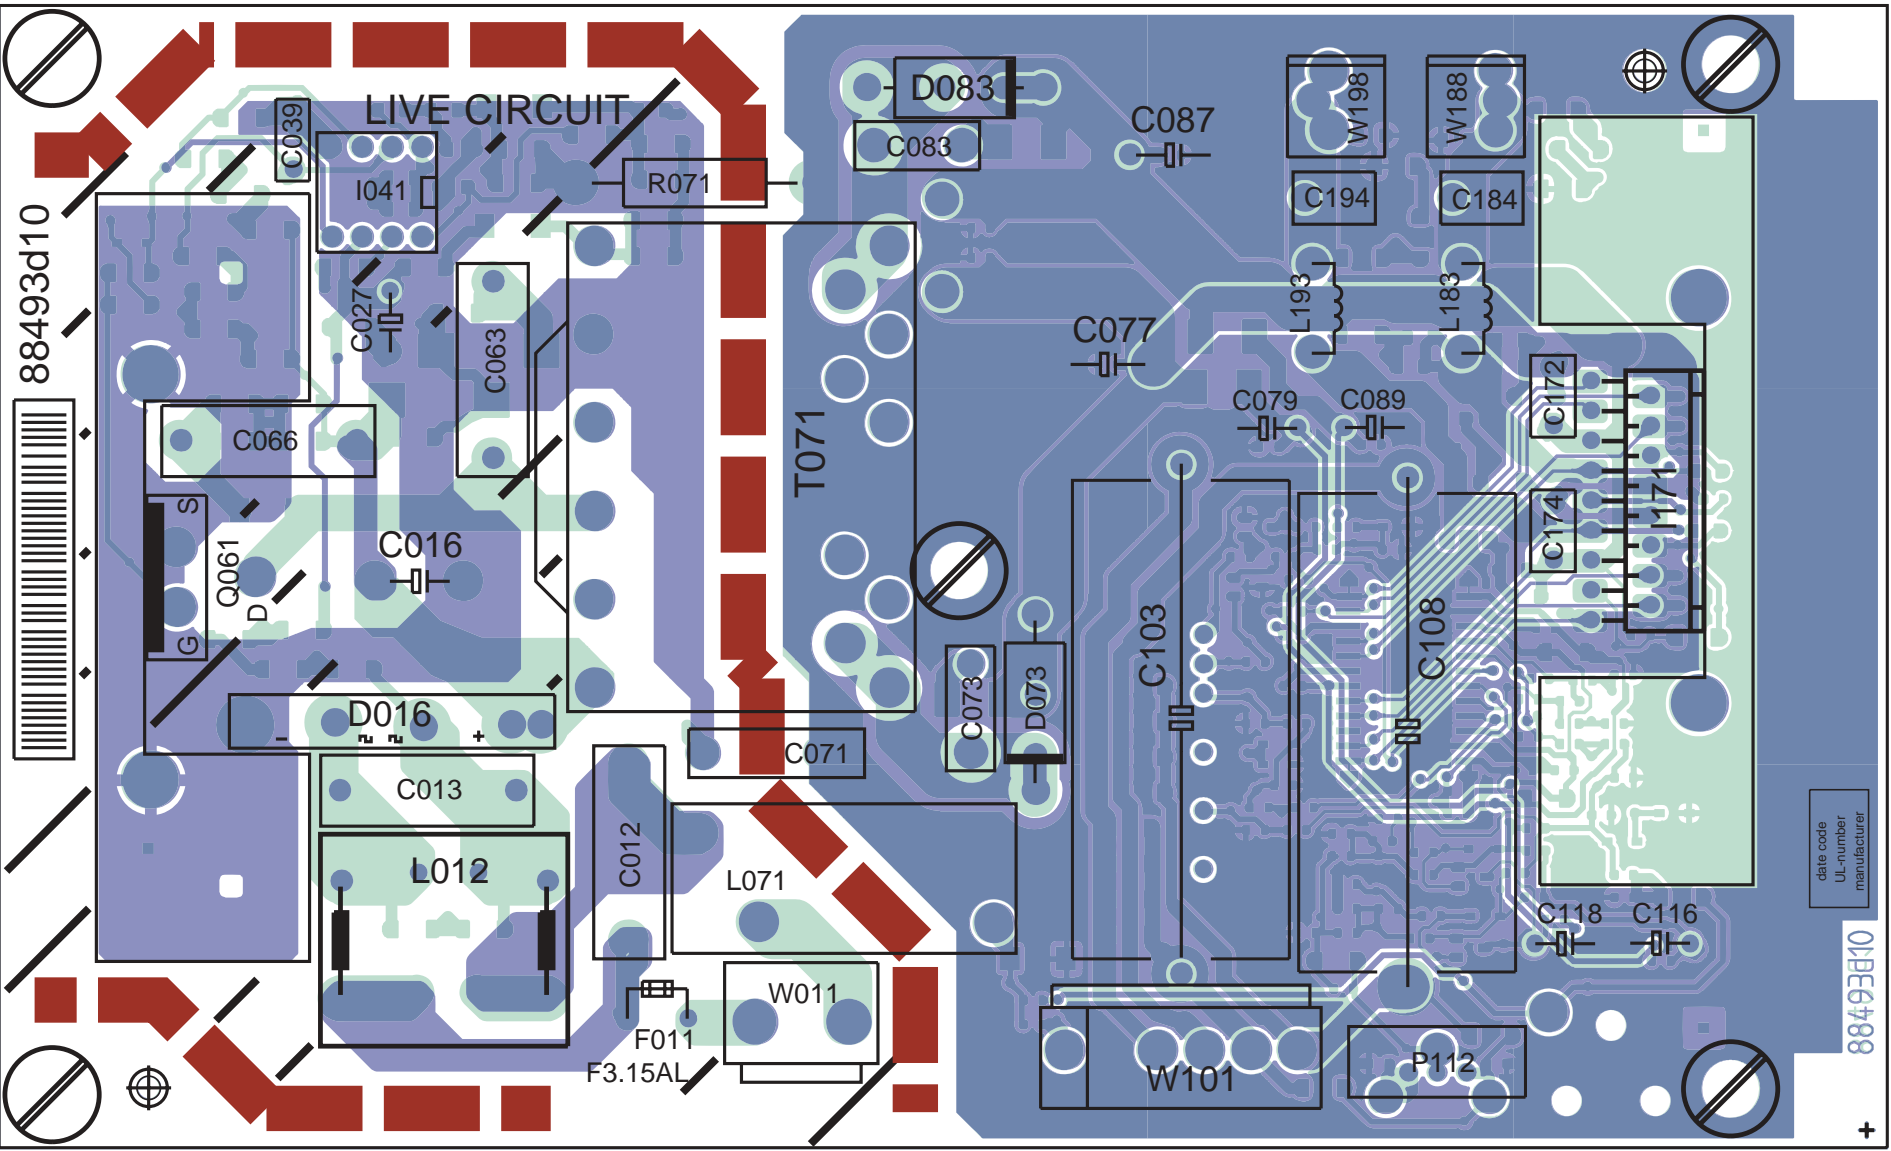 LIVE CIRCUIT
C039
I041
R071
D083
C083
C087
W198
W188
C194
C184
88493d10
C027
C063
L193
L183
C077
C172
C079
C089
T071
C066
I171
C174
S
Q061
D
G
C016
C103
C108
C073
D073
D016
-
+
C071
C013
C012
L012
L071
date code
UL-number
manufacturer
C118
C116
W011
F011
F3.15AL
W101
P112
+